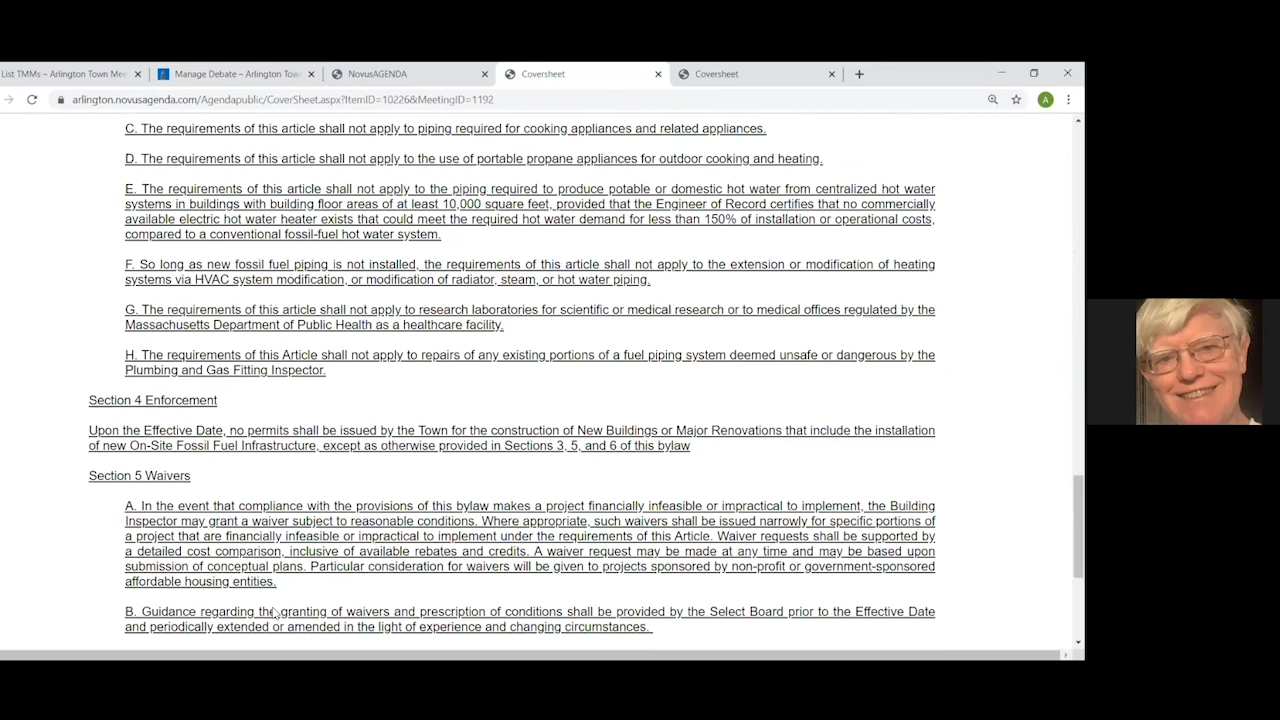 List TMMs – Arlington Town Mee
Manage Debate – Arlington Tow
NovusAGENDA
Coversheet
Coversheet
arlington.novusagenda.com/Agendapublic/CoverSheet.aspx?ItemID=10226&MeetingID=1192
A
C. The requirements of this article shall not apply to piping required for cooking appliances and related appliances.
D. The requirements of this article shall not apply to the use of portable propane appliances for outdoor cooking and heating.
E. The requirements of this article shall not apply to the piping required to produce potable or domestic hot water from centralized hot water
systems in buildings with building floor areas of at least 10,000 square feet, provided that the Engineer of Record certifies that no commercially
available electric hot water heater exists that could meet the required hot water demand for less than 150% of installation or operational costs,
compared to a conventional fossil-fuel hot water system.
F. So long as new fossil fuel piping is not installed, the requirements of this article shall not apply to the extension or modification of heating
systems via HVAC system modification, or modification of radiator, steam, or hot water piping.
G. The requirements of this article shall not apply to research laboratories for scientific or medical research or to medical offices regulated by the
Massachusetts Department of Public Health as a healthcare facility.
H. The requirements of this Article shall not apply to repairs of any existing portions of a fuel piping system deemed unsafe or dangerous by the
Plumbing and Gas Fitting Inspector.
Section 4 Enforcement
Upon the Effective Date, no permits shall be issued by the Town for the construction of New Buildings or Major Renovations that include the installation
of new On-Site Fossil Fuel Infrastructure, except as otherwise provided in Sections 3, 5, and 6 of this bylaw
Section 5 Waivers
A. In the event that compliance with the provisions of this bylaw makes a project financially infeasible or impractical to implement, the Building
Inspector may grant a waiver subject to reasonable conditions. Where appropriate, such waivers shall be issued narrowly for specific portions of
a project that are financially infeasible or impractical to implement under the requirements of this Article. Waiver requests shall be supported by
a detailed cost comparison, inclusive of available rebates and credits. A waiver request may be made at any time and may be based upon
submission of conceptual plans. Particular consideration for waivers will be given to projects sponsored by non-profit or government-sponsored
affordable housing entities.
B. Guidance regarding the granting of waivers and prescription of conditions shall be provided by the Select Board prior to the Effective Date
and periodically extended or amended in the light of experience and changing circumstances.